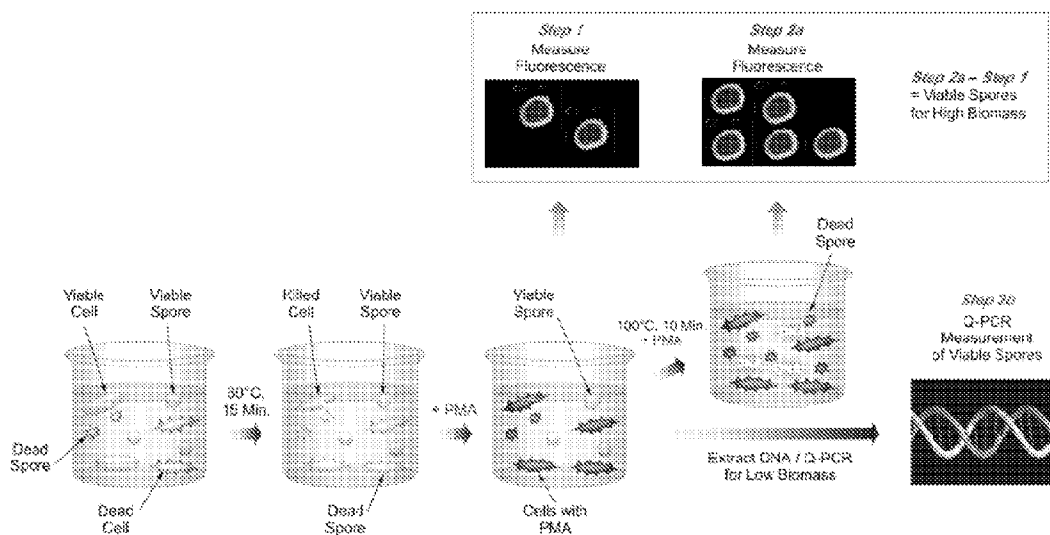 Step 1
Measure
Fluorescence
Step 2a
Measure
Fluorescence
Step 2a – Step 1
= Viable Spores
for High Biomass
Dead
Spore
Viable
Cell
Viable
Spore
Killed
Cell
Viable
Spore
Viable
Spore
100°C, 10 Min.
+ PMA
Step 2b
Q-PCR
Measurement
of Viable Spores
15 Min.
+ PMA
Dead
Spore
Dead
Cell
Dead
Spore
Cells with
PMA
Extract DNA / Q-PCR
for Low Biomass